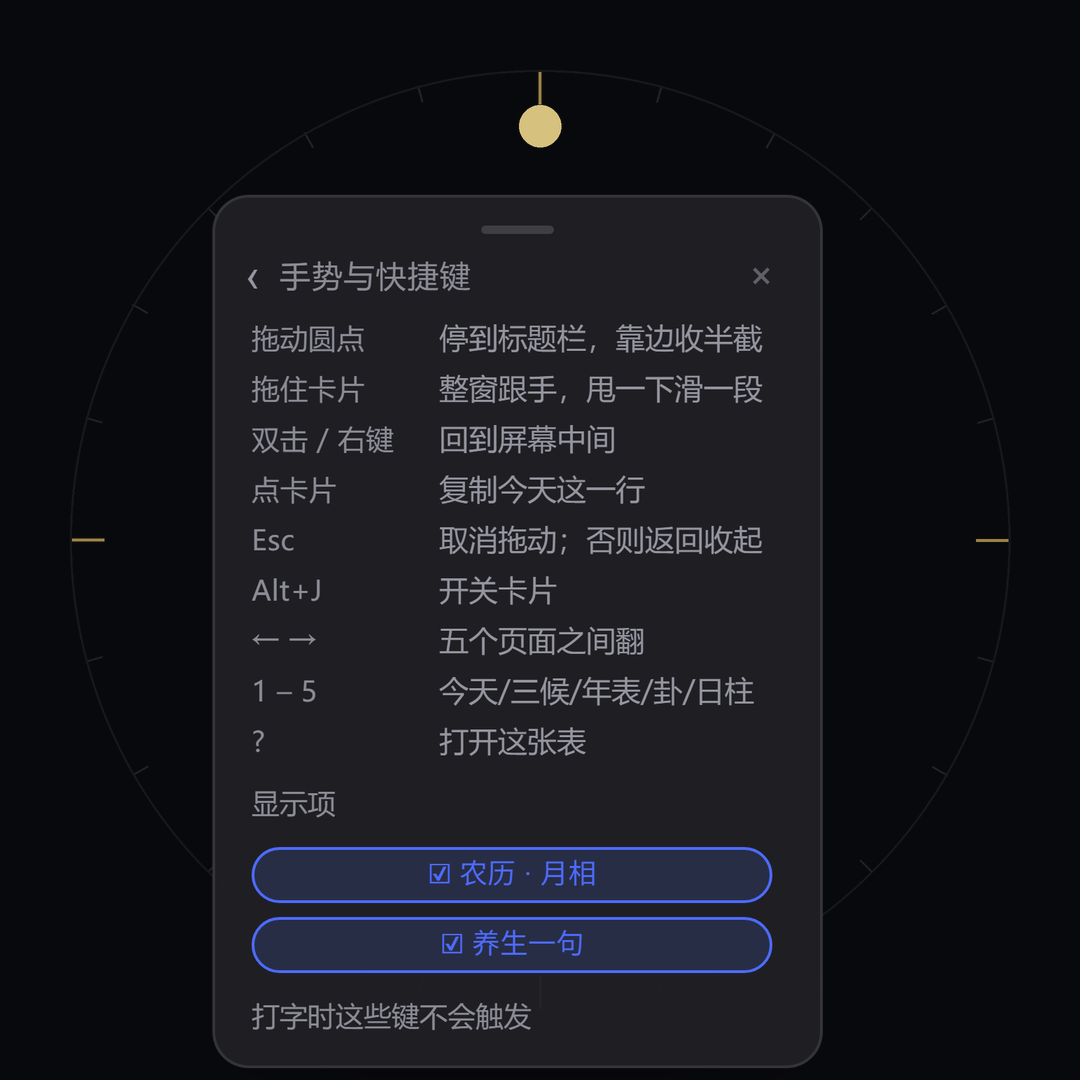 ‹ 手势与快捷键 ×
拖动圆点 停到标题栏，靠边收半截
拖住卡片 整窗跟手，甩一下滑一段
双击 / 右键 回到屏幕中间
点卡片 复制今天这一行
Esc 取消拖动；否则返回收起
Alt+J 开关卡片
← → 五个页面之间翻
1 – 5 今天/三候/年表/卦/日柱
? 打开这张表
显示项
☑ 农历 · 月相
☑ 养生一句
打字时这些键不会触发